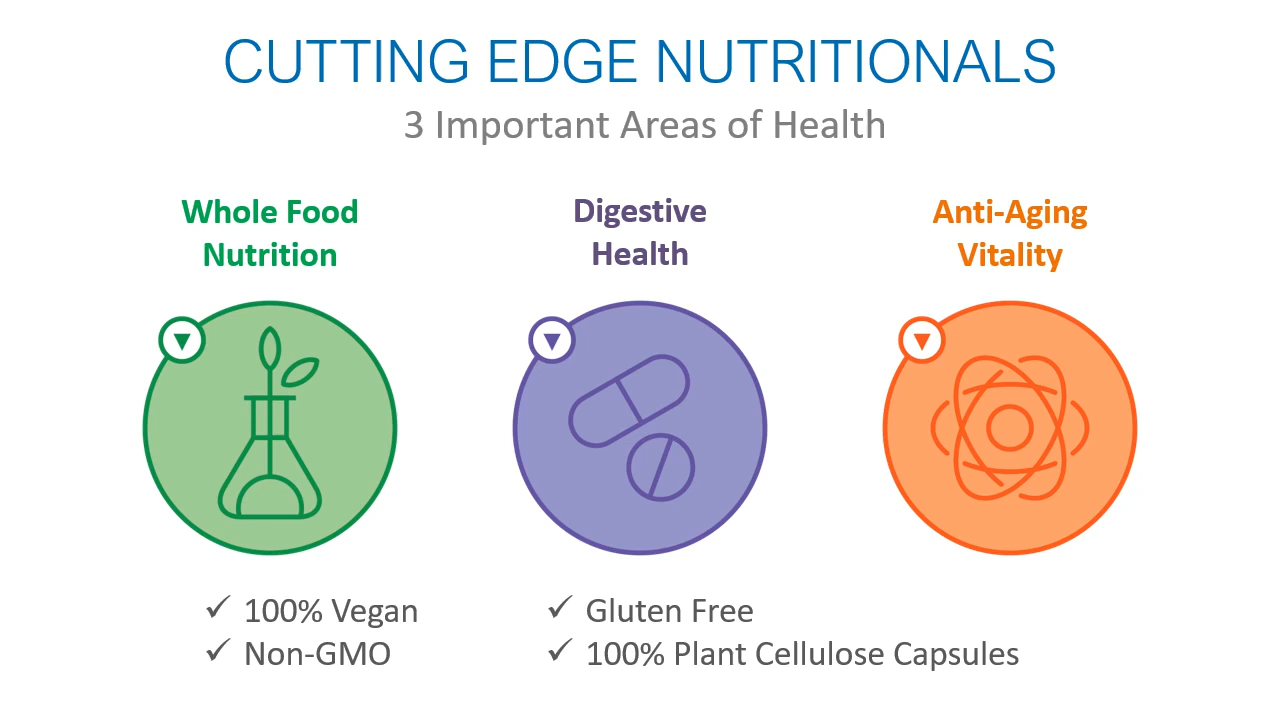 CUTTING EDGE NUTRITIONALS
3 Important Areas of Health
Whole Food
Nutrition
Digestive
Health
Anti-Aging
Vitality
✓ 100% Vegan
✓ Non-GMO
✓ Gluten Free
✓ 100% Plant Cellulose Capsules